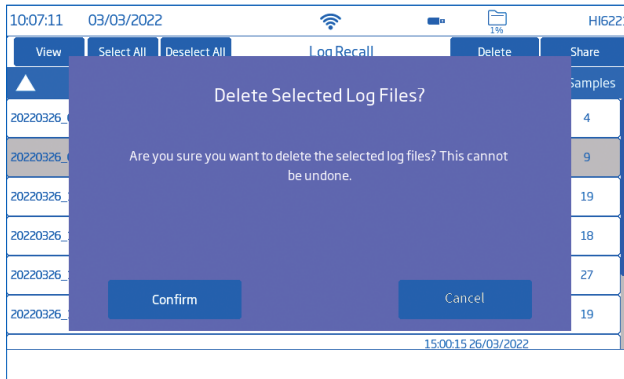 10:07:11 03/03/2022 1% HI622
View Select All Deselect All Log Recall Delete Share
Samples
Delete Selected Log Files?
20220326_ 4
Are you sure you want to delete the selected log files? This cannot
be undone.
20220326_ 9
20220326_ 19
20220326_ 18
20220326_ 27
Confirm Cancel
20220326_ 19
15:00:15 26/03/2022